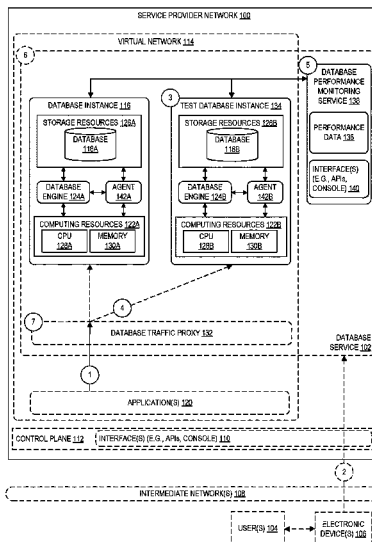 SERVICE PROVIDER NETWORK 100
VIRTUAL NETWORK 114
6
5
DATABASE
PERFORMANCE
MONITORING
SERVICE 138
PERFORMANCE
DATA 136
INTERFACE(S)
(E.G., APIs,
CONSOLE)
140
DATABASE INSTANCE 116
STORAGE RESOURCES 126A
DATABASE
118A
DATABASE
ENGINE 124A
AGENT
142A
COMPUTING RESOURCES 122A
CPU
128A
MEMORY
130A
3
TEST DATABASE INSTANCE 134
STORAGE RESOURCES 126B
DATABASE
118B
DATABASE
ENGINE 124B
AGENT
142B
COMPUTING RESOURCES 122B
CPU
128B
MEMORY
130B
4
7
DATABASE TRAFFIC PROXY 132
DATABASE
SERVICE 102
1
APPLICATION(S) 120
CONTROL PLANE 112
INTERFACE(S) (E.G., APIs, CONSOLE) 110
2
INTERMEDIATE NETWORK(S) 108
USER(S) 104
ELECTRONIC
DEVICE(S) 106